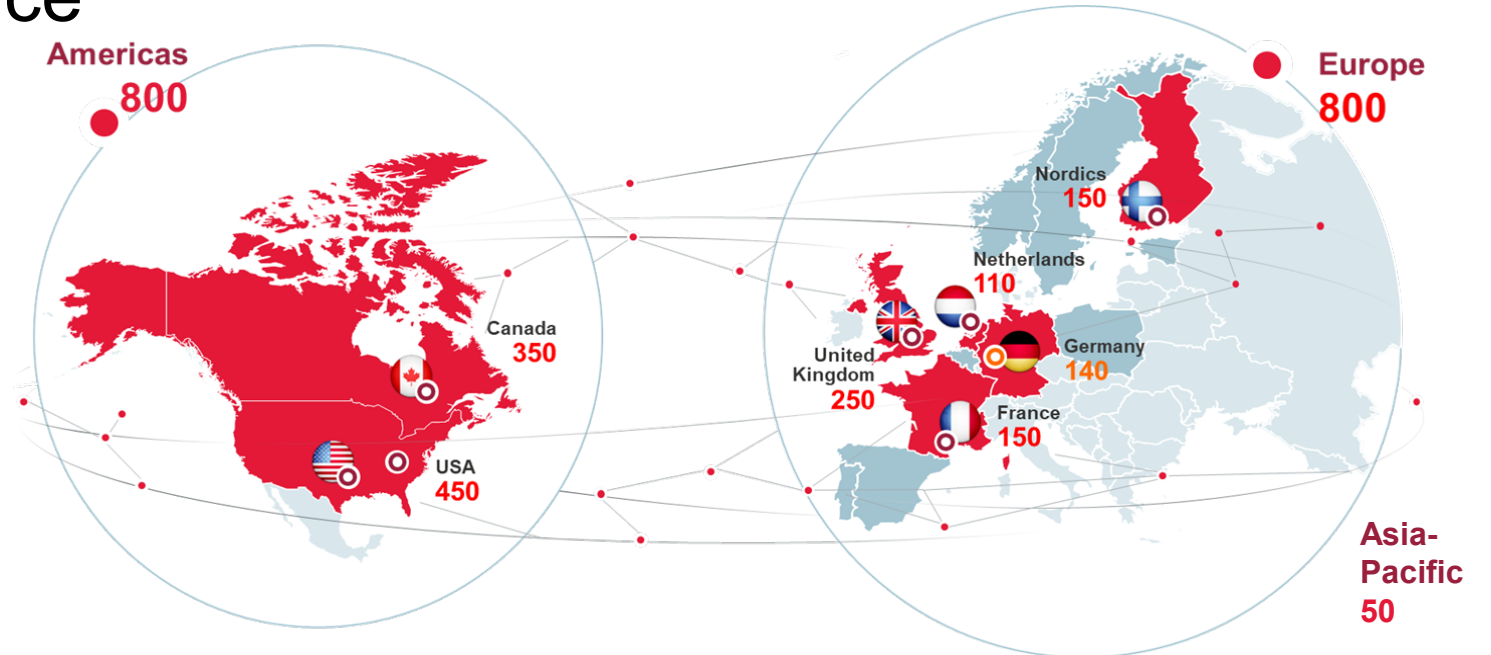 ce
Americas
800
Canada
350
USA
450
Europe
800
Nordics
150
Netherlands
110
United
Kingdom
250
Germany
140
France
150
Asia-
Pacific
50